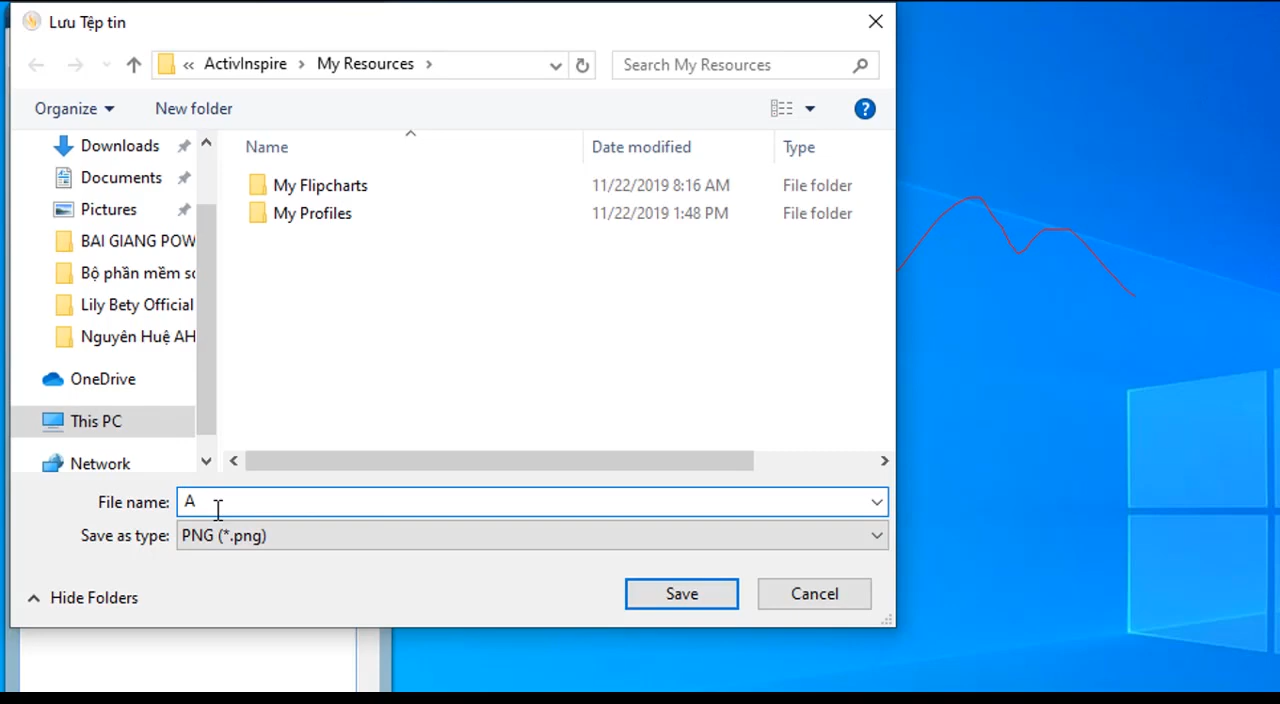 Lưu Tệp tin
« ActivInspire › My Resources ›
Search My Resources
Organize
New folder
Name
Date modified
Type
Downloads
Documents
Pictures
BAI GIANG POW
Bộ phần mềm sc
Lily Bety Official
Nguyên Huệ AH
OneDrive
This PC
Network
My Flipcharts 11/22/2019 8:16 AM File folder
My Profiles 11/22/2019 1:48 PM File folder
File name: A
Save as type: PNG (*.png)
Hide Folders
Save
Cancel